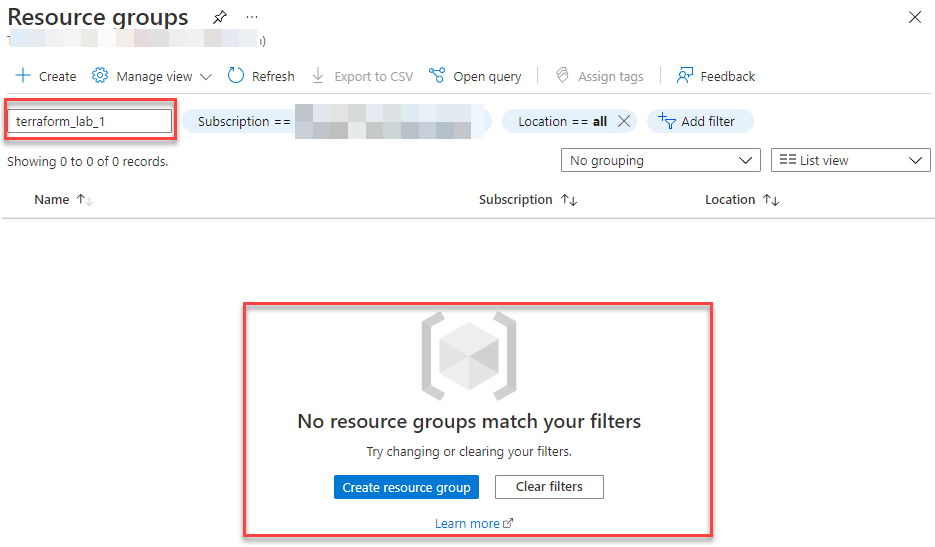 Resource groups ...
Create Manage view Refresh Export to CSV Open query Assign tags Feedback
terraform_lab_1 Subscription == Location == all Add filter
Showing 0 to 0 of 0 records. No grouping List view
Name Subscription Location
No resource groups match your filters
Try changing or clearing your filters.
Create resource group Clear filters
Learn more